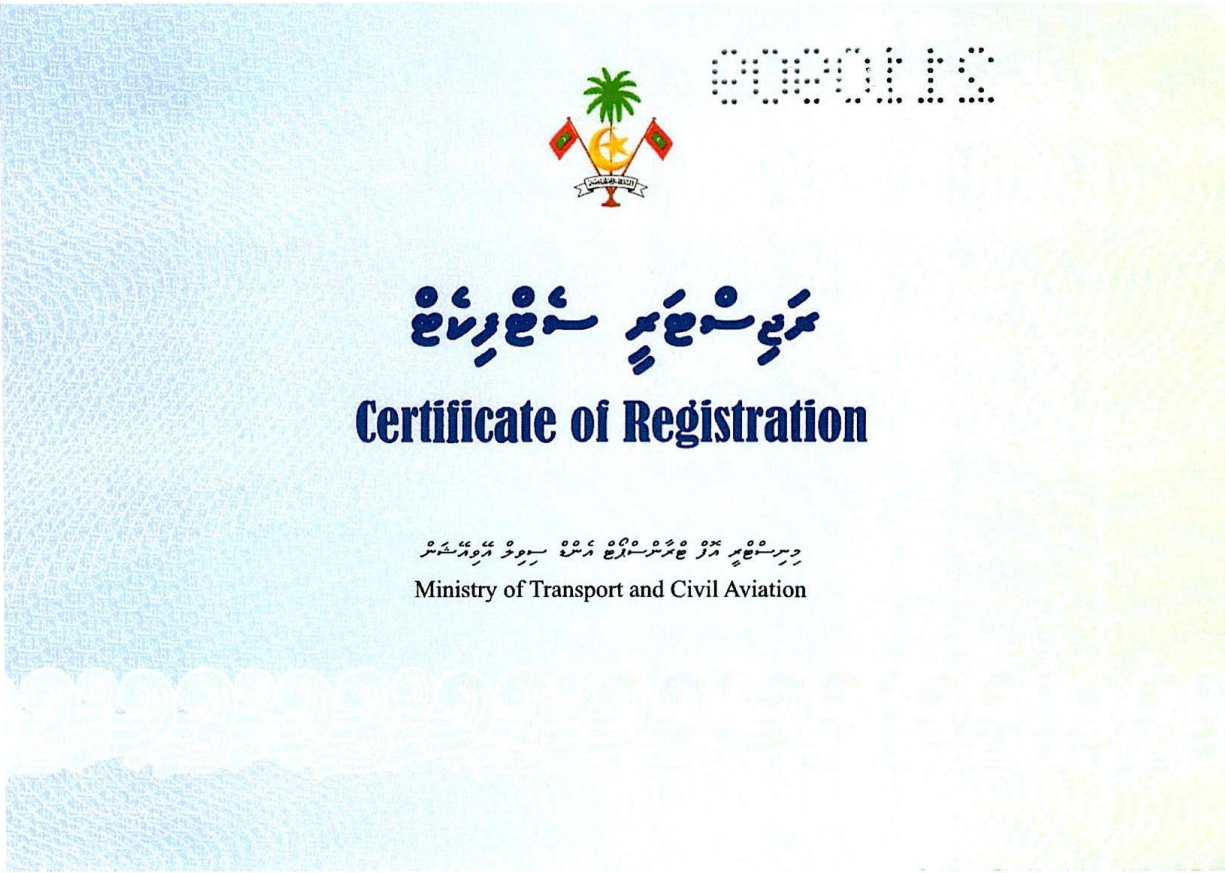 ރަޖިސްޓަރީ ސެޓްފިކެޓް
Certificate of Registration
މިނިސްޓްރީ އޮފް ޓްރާންސްޕޯޓް އެންޑް ސިވިލް އޭވިއޭޝަން
Ministry of Transport and Civil Aviation